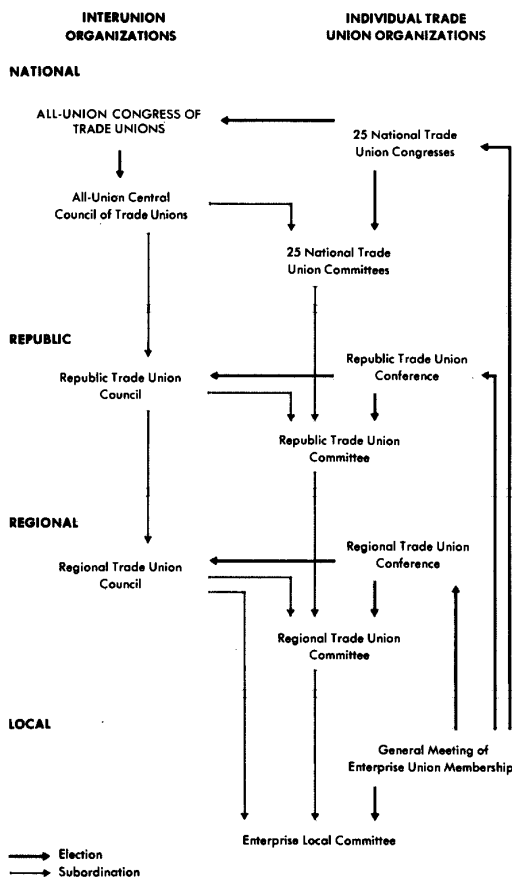 INTERUNION
ORGANIZATIONS
INDIVIDUAL TRADE
UNION ORGANIZATIONS
NATIONAL
ALL-UNION CONGRESS OF
TRADE UNIONS
25 National Trade
Union Congresses
All-Union Central
Council of Trade Unions
25 National Trade
Union Committees
REPUBLIC
Republic Trade Union
Conference
Republic Trade Union
Council
Republic Trade Union
Committee
REGIONAL
Regional Trade Union
Conference
Regional Trade Union
Council
Regional Trade Union
Committee
LOCAL
General Meeting of
Enterprise Union Membership
Enterprise Local Committee
Election
Subordination